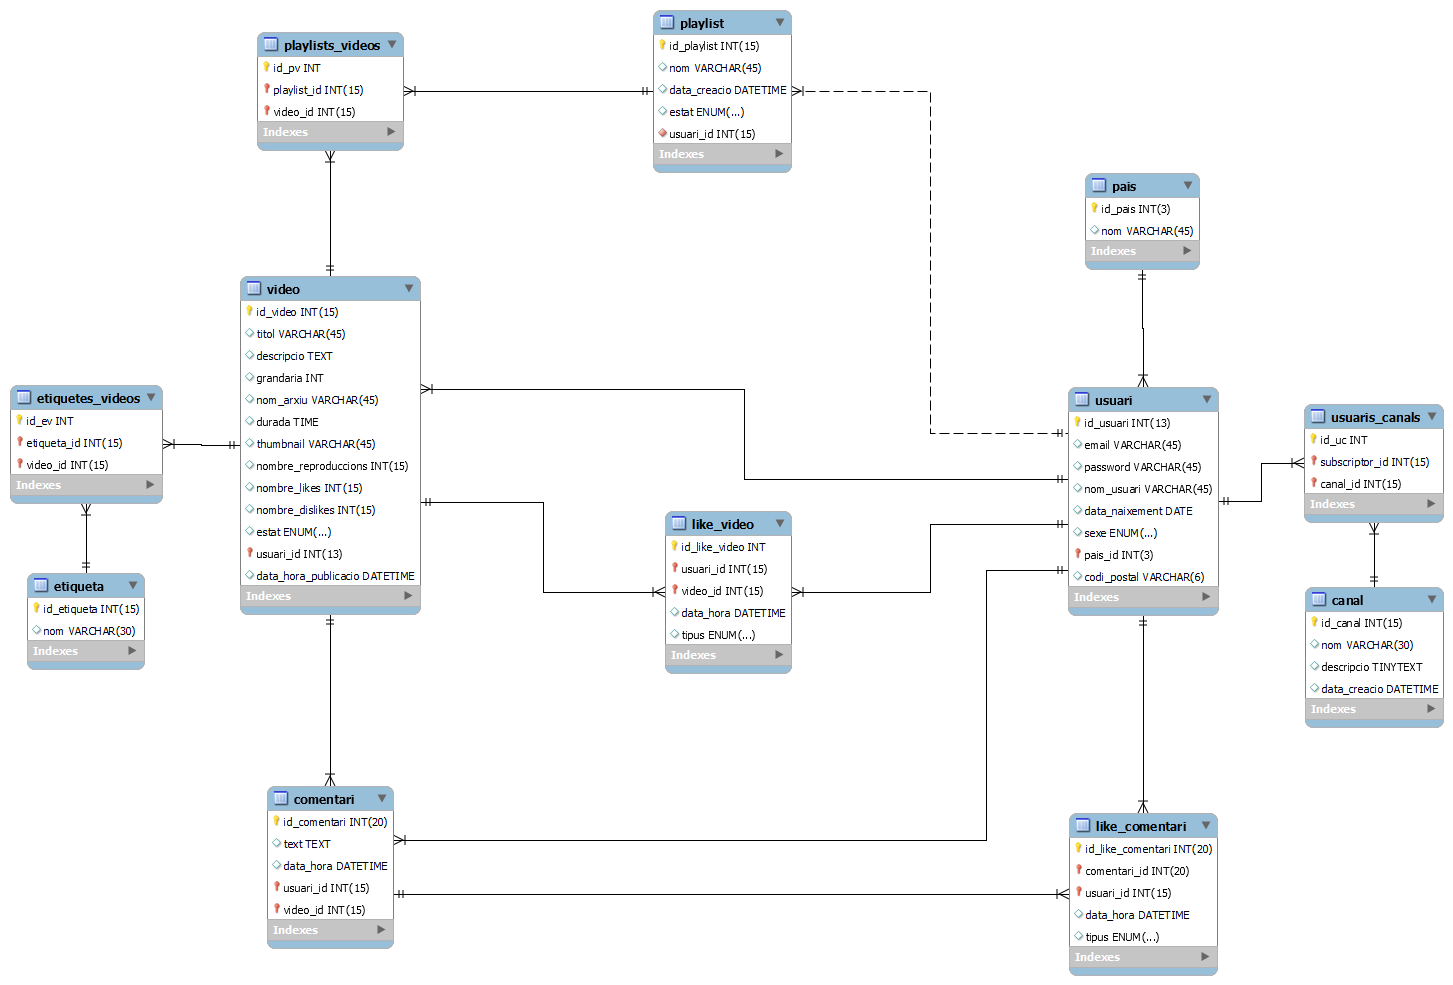 playlist
id_playlist INT(15)
nom VARCHAR(45)
data_creacio DATETIME
estat ENUM(...)
usuari_id INT(15)
Indexes
playlists_videos
id_pv INT
playlist_id INT(15)
video_id INT(15)
Indexes
pais
id_pais INT(3)
nom VARCHAR(45)
Indexes
video
id_video INT(15)
titol VARCHAR(45)
descripcio TEXT
grandaria INT
nom_arxiu VARCHAR(45)
durada TIME
thumbnail VARCHAR(45)
nombre_reproduccions INT(15)
nombre_likes INT(15)
nombre_dislikes INT(15)
estat ENUM(...)
usuari_id INT(13)
data_hora_publicacio DATETIME
Indexes
etiquetes_videos
id_ev INT
etiqueta_id INT(15)
video_id INT(15)
Indexes
usuari
id_usuari INT(13)
email VARCHAR(45)
password VARCHAR(45)
nom_usuari VARCHAR(45)
data_naixement DATE
sexe ENUM(...)
pais_id INT(3)
codi_postal VARCHAR(6)
Indexes
usuaris_canals
id_uc INT
subscriptor_id INT(15)
canal_id INT(15)
Indexes
like_video
id_like_video INT
usuari_id INT(15)
video_id INT(15)
data_hora DATETIME
tipus ENUM(...)
Indexes
etiqueta
id_etiqueta INT(15)
nom VARCHAR(30)
Indexes
canal
id_canal INT(15)
nom VARCHAR(30)
descripcio TINYTEXT
data_creacio DATETIME
Indexes
comentari
id_comentari INT(20)
text TEXT
data_hora DATETIME
usuari_id INT(15)
video_id INT(15)
Indexes
like_comentari
id_like_comentari INT(20)
comentari_id INT(20)
usuari_id INT(15)
data_hora DATETIME
tipus ENUM(...)
Indexes